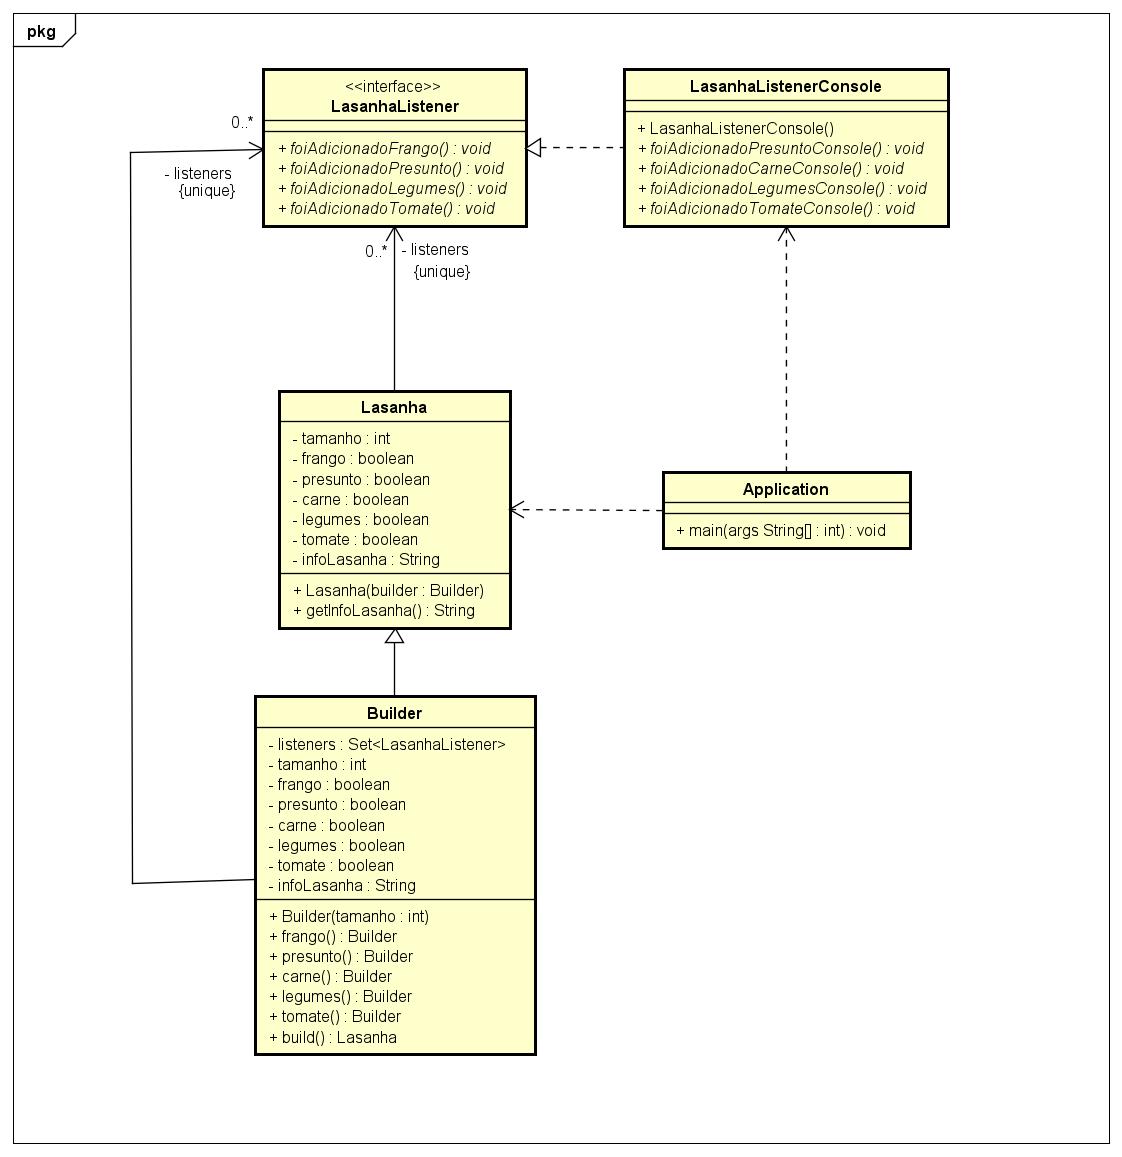 pkg
<<interface>>
LasanhaListener
+ foiAdicionadoFrango() : void
+ foiAdicionadoPresunto() : void
+ foiAdicionadoLegumes() : void
+ foiAdicionadoTomate() : void
LasanhaListenerConsole
+ LasanhaListenerConsole()
+ foiAdicionadoPresuntoConsole() : void
+ foiAdicionadoCarneConsole() : void
+ foiAdicionadoLegumesConsole() : void
+ foiAdicionadoTomateConsole() : void
0..*
- listeners
{unique}
0..*
- listeners
{unique}
Lasanha
- tamanho : int
- frango : boolean
- presunto : boolean
- carne : boolean
- legumes : boolean
- tomate : boolean
- infoLasanha : String
+ Lasanha(builder : Builder)
+ getInfoLasanha() : String
Application
+ main(args String[] : int) : void
Builder
- listeners : Set<LasanhaListener>
- tamanho : int
- frango : boolean
- presunto : boolean
- carne : boolean
- legumes : boolean
- tomate : boolean
- infoLasanha : String
+ Builder(tamanho : int)
+ frango() : Builder
+ presunto() : Builder
+ carne() : Builder
+ legumes() : Builder
+ tomate() : Builder
+ build() : Lasanha